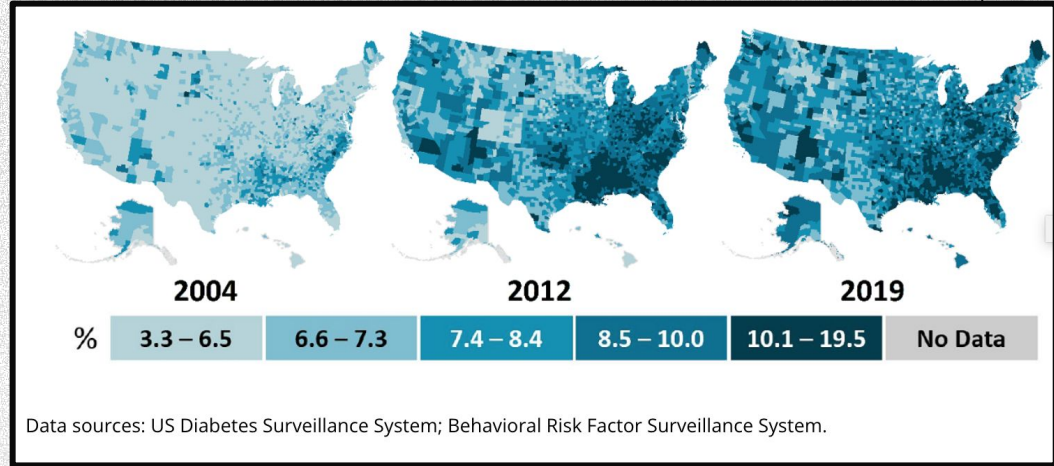 2004 2012 2019
% 3.3 – 6.5 6.6 – 7.3 7.4 – 8.4 8.5 – 10.0 10.1 – 19.5 No Data
Data sources: US Diabetes Surveillance System; Behavioral Risk Factor Surveillance System.